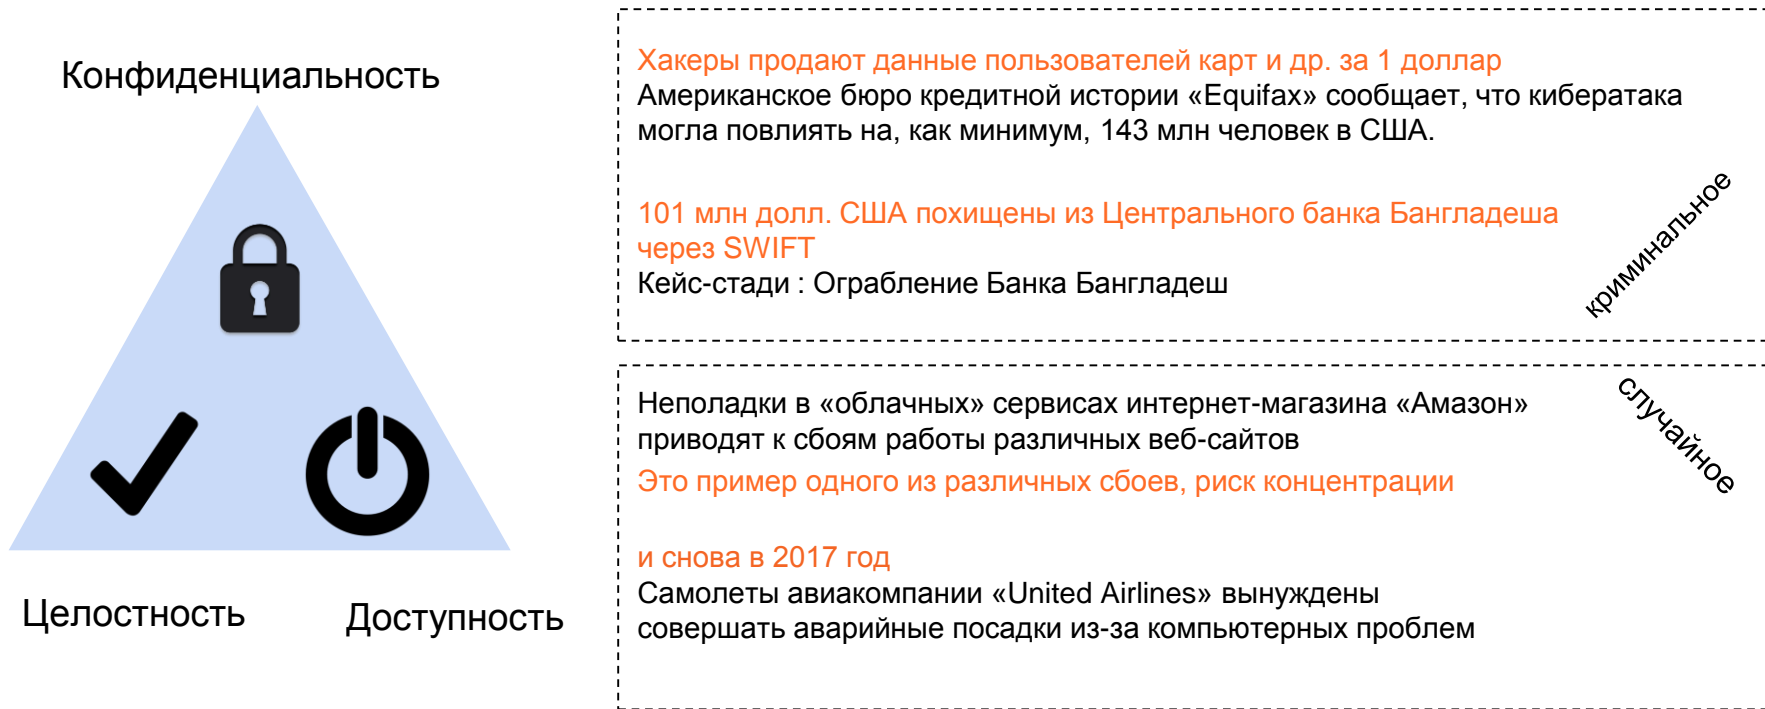 Конфиденциальность
Целостность
Доступность
Хакеры продают данные пользователей карт и др. за 1 доллар
Американское бюро кредитной истории «Equifax» сообщает, что кибератака
могла повлиять на, как минимум, 143 млн человек в США.
101 млн долл. США похищены из Центрального банка Бангладеша
через SWIFT
Кейс-стади : Ограбление Банка Бангладеш
криминальное
Неполадки в «облачных» сервисах интернет-магазина «Амазон»
приводят к сбоям работы различных веб-сайтов
Это пример одного из различных сбоев, риск концентрации
и снова в 2017 год
Самолеты авиакомпании «United Airlines» вынуждены
совершать аварийные посадки из-за компьютерных проблем
случайное